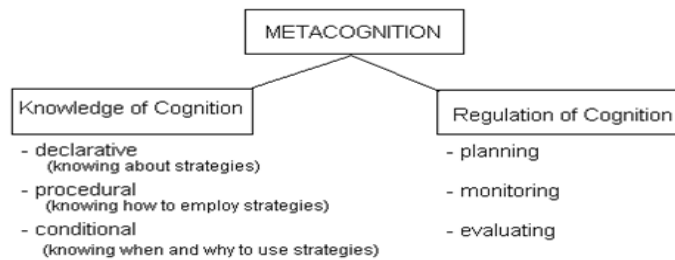 METACOGNITION
Knowledge of Cognition
- declarative
(knowing about strategies)
- procedural
(knowing how to employ strategies)
- conditional
(knowing when and why to use strategies)
Regulation of Cognition
- planning
- monitoring
- evaluating